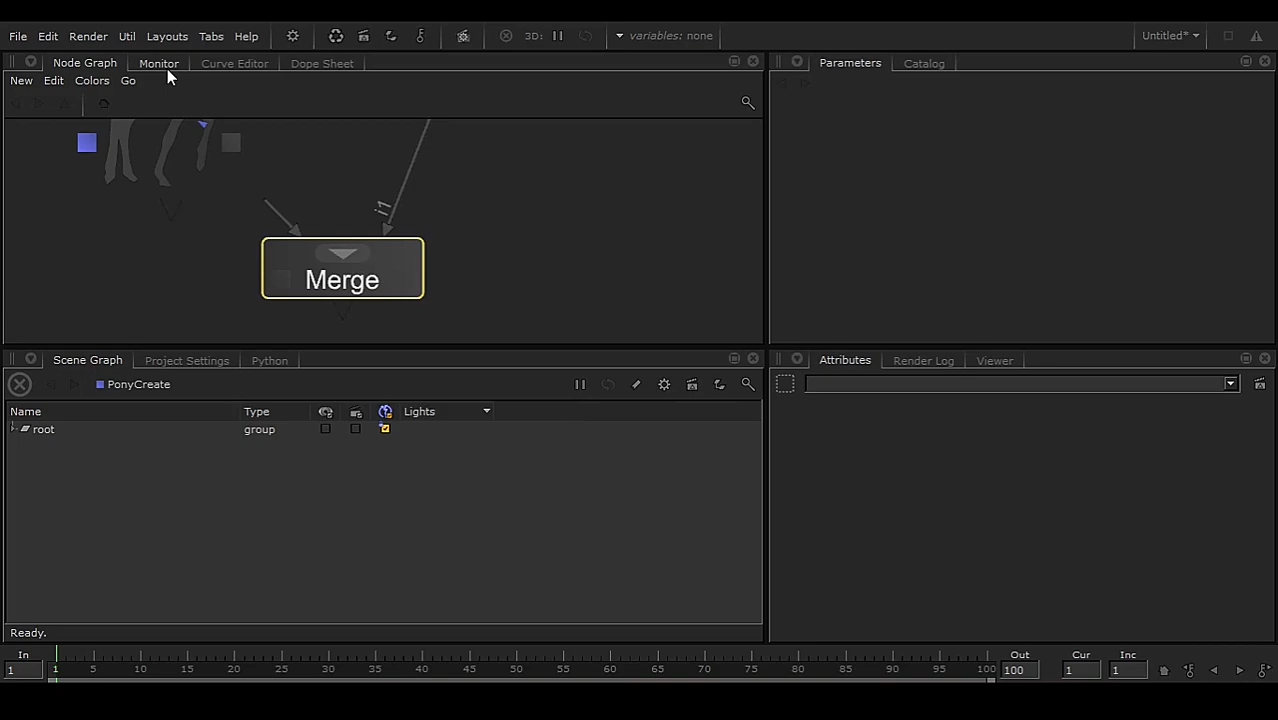 File Edit Render Util Layouts Tabs Help 3D: variables: none Untitled*
Node Graph Monitor Curve Editor Dope Sheet
New Edit Colors Go
i1
Merge
Parameters Catalog
Scene Graph Project Settings Python
PonyCreate
Name Type Lights
root group
Ready.
Attributes Render Log Viewer
In Out Cur Inc
1 1 5 10 15 20 25 30 35 40 45 50 55 60 65 70 75 80 85 90 95 100 100 1 1